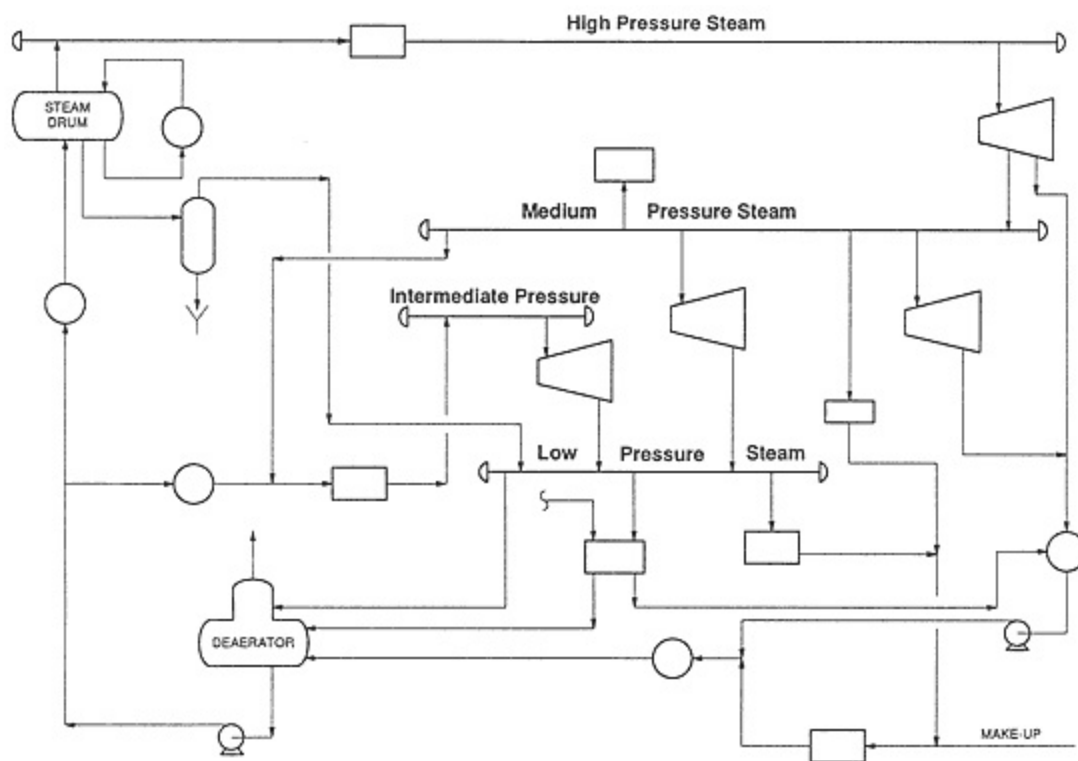 High Pressure Steam
STEAM
DRUM
Medium Pressure Steam
Intermediate Pressure
Low Pressure Steam
DEAERATOR
MAKE-UP